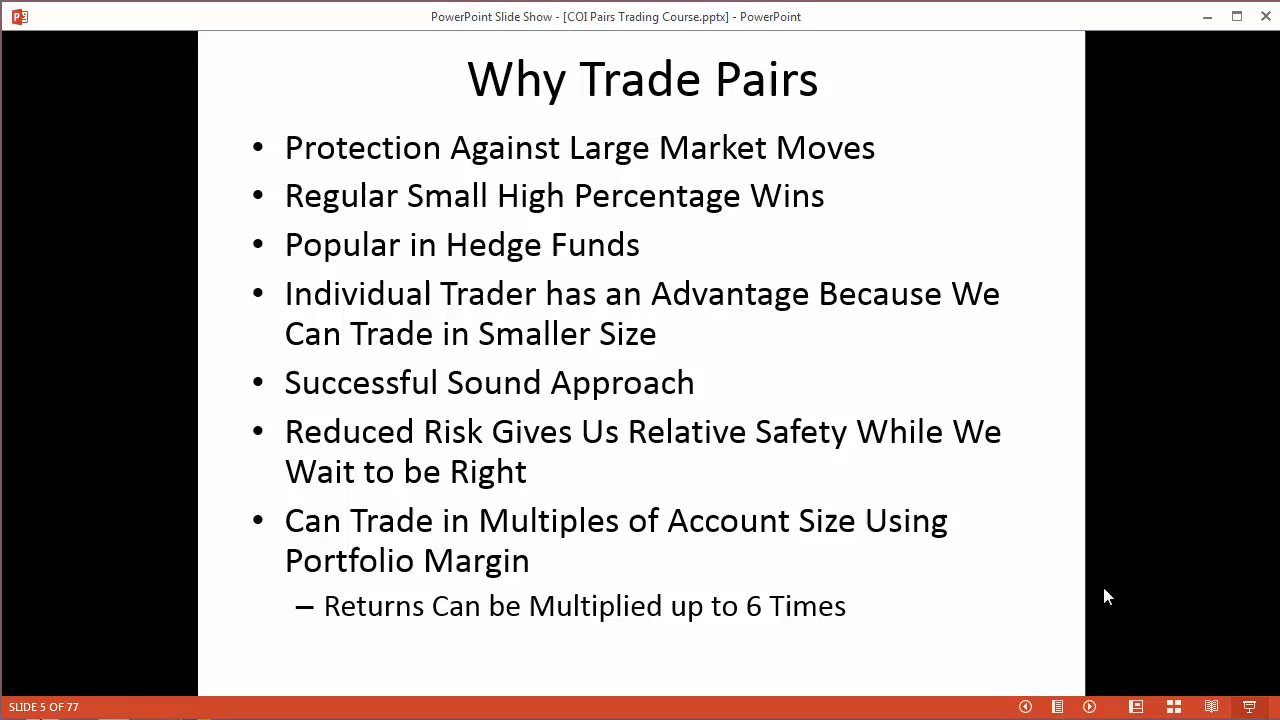 PowerPoint Slide Show - [COI Pairs Trading Course.pptx] - PowerPoint
Why Trade Pairs
• Protection Against Large Market Moves
• Regular Small High Percentage Wins
• Popular in Hedge Funds
• Individual Trader has an Advantage Because We
Can Trade in Smaller Size
• Successful Sound Approach
• Reduced Risk Gives Us Relative Safety While We
Wait to be Right
• Can Trade in Multiples of Account Size Using
Portfolio Margin
– Returns Can be Multiplied up to 6 Times
SLIDE 5 OF 77